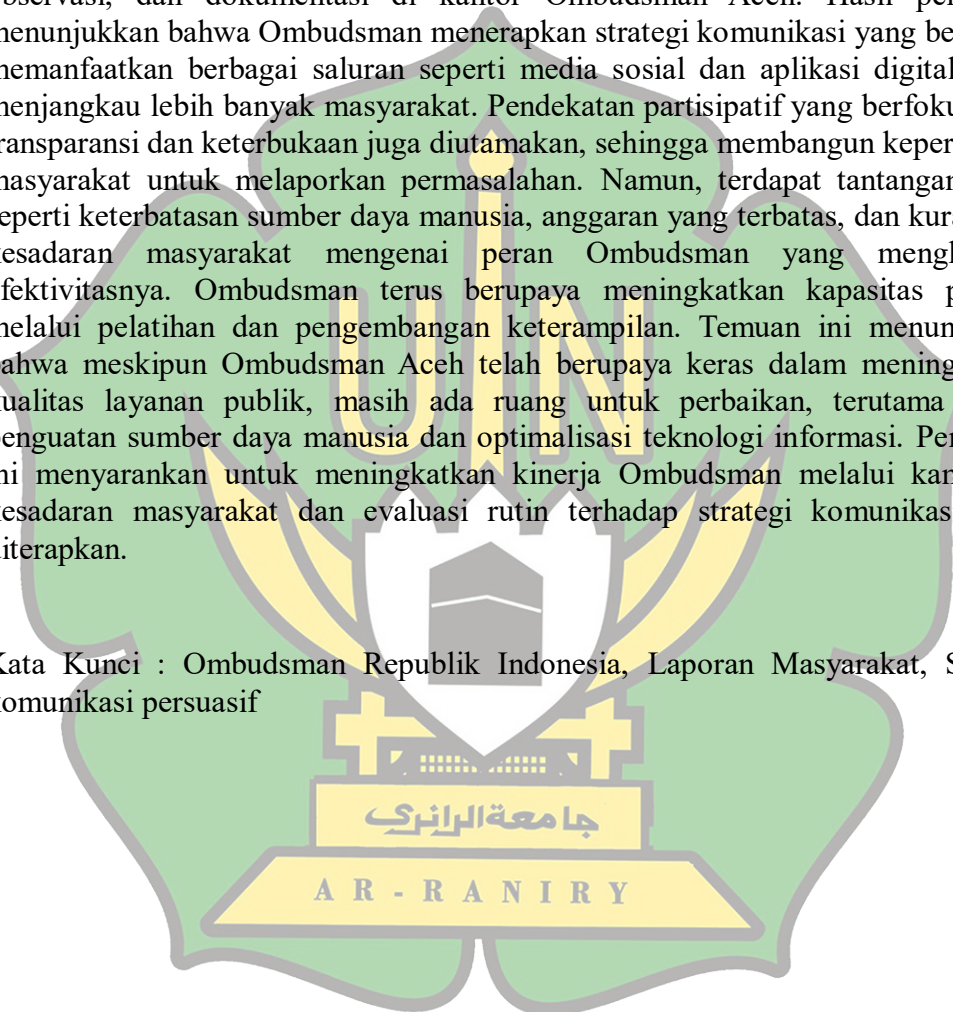 observasi, dan dokumentasi di kantor Ombudsman Aceh. Hasil pe
menunjukkan bahwa Ombudsman menerapkan strategi komunikasi yang be
memanfaatkan berbagai saluran seperti media sosial dan aplikasi digital
menjangkau lebih banyak masyarakat. Pendekatan partisipatif yang berfoku
transparansi dan keterbukaan juga diutamakan, sehingga membangun keper
masyarakat untuk melaporkan permasalahan. Namun, terdapat tantangan
seperti keterbatasan sumber daya manusia, anggaran yang terbatas, dan kura
kesadaran masyarakat mengenai peran Ombudsman yang mengh
efektivitasnya. Ombudsman terus berupaya meningkatkan kapasitas p
melalui pelatihan dan pengembangan keterampilan. Temuan ini menun
bahwa meskipun Ombudsman Aceh telah berupaya keras dalam mening
kualitas layanan publik, masih ada ruang untuk perbaikan, terutama
penguatan sumber daya manusia dan optimalisasi teknologi informasi. Pen
ini menyarankan untuk meningkatkan kinerja Ombudsman melalui kam
kesadaran masyarakat dan evaluasi rutin terhadap strategi komunikas
diterapkan.
Kata Kunci : Ombudsman Republik Indonesia, Laporan Masyarakat, S
komunikasi persuasif
UIN
جامعة الرانري
AR-RANIRY